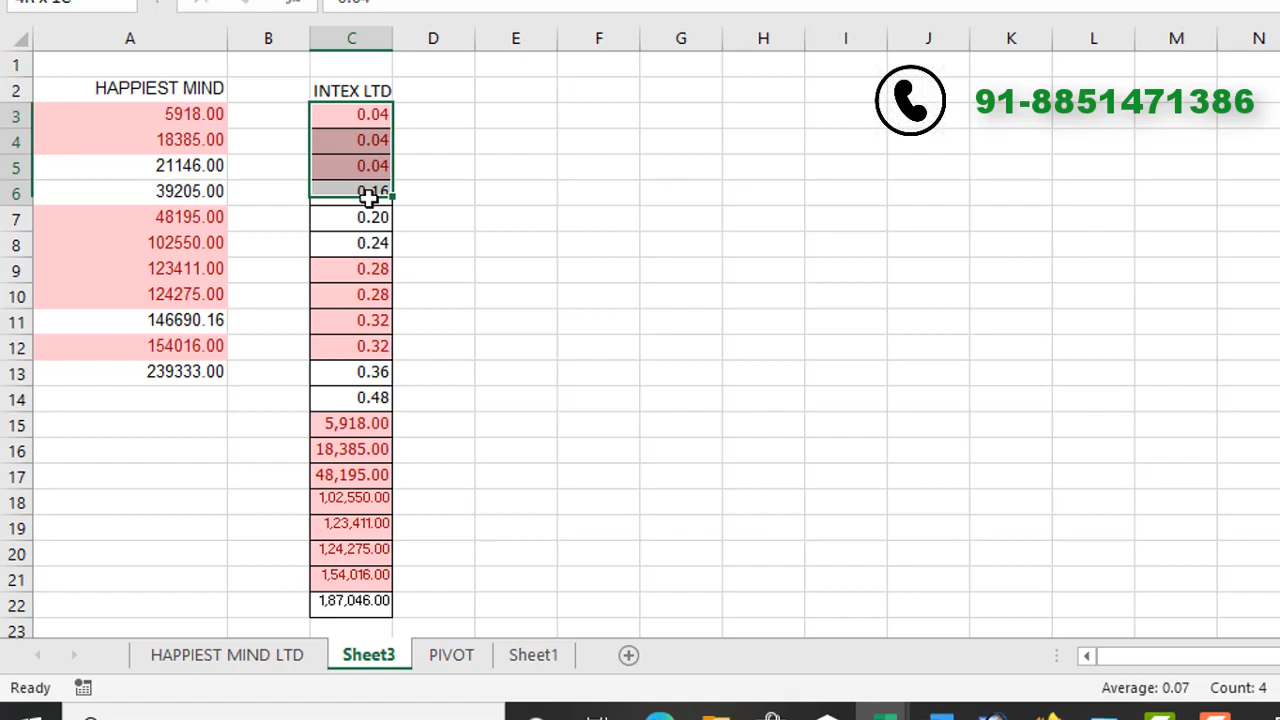 A B C D E F G H I J K L M N
91-8851471386
1
2 HAPPIEST MIND INTEX LTD
3 5918.00 0.04
4 18385.00 0.04
5 21146.00 0.04
6 39205.00 0.16
7 48195.00 0.20
8 102550.00 0.24
9 123411.00 0.28
10 124275.00 0.28
11 146690.16 0.32
12 154016.00 0.32
13 239333.00 0.36
14 0.48
15 5,918.00
16 18,385.00
17 48,195.00
18 1,02,550.00
19 1,23,411.00
20 1,24,275.00
21 1,54,016.00
22 1,87,046.00
23
HAPPIEST MIND LTD Sheet3 PIVOT Sheet1
Ready Average: 0.07 Count: 4